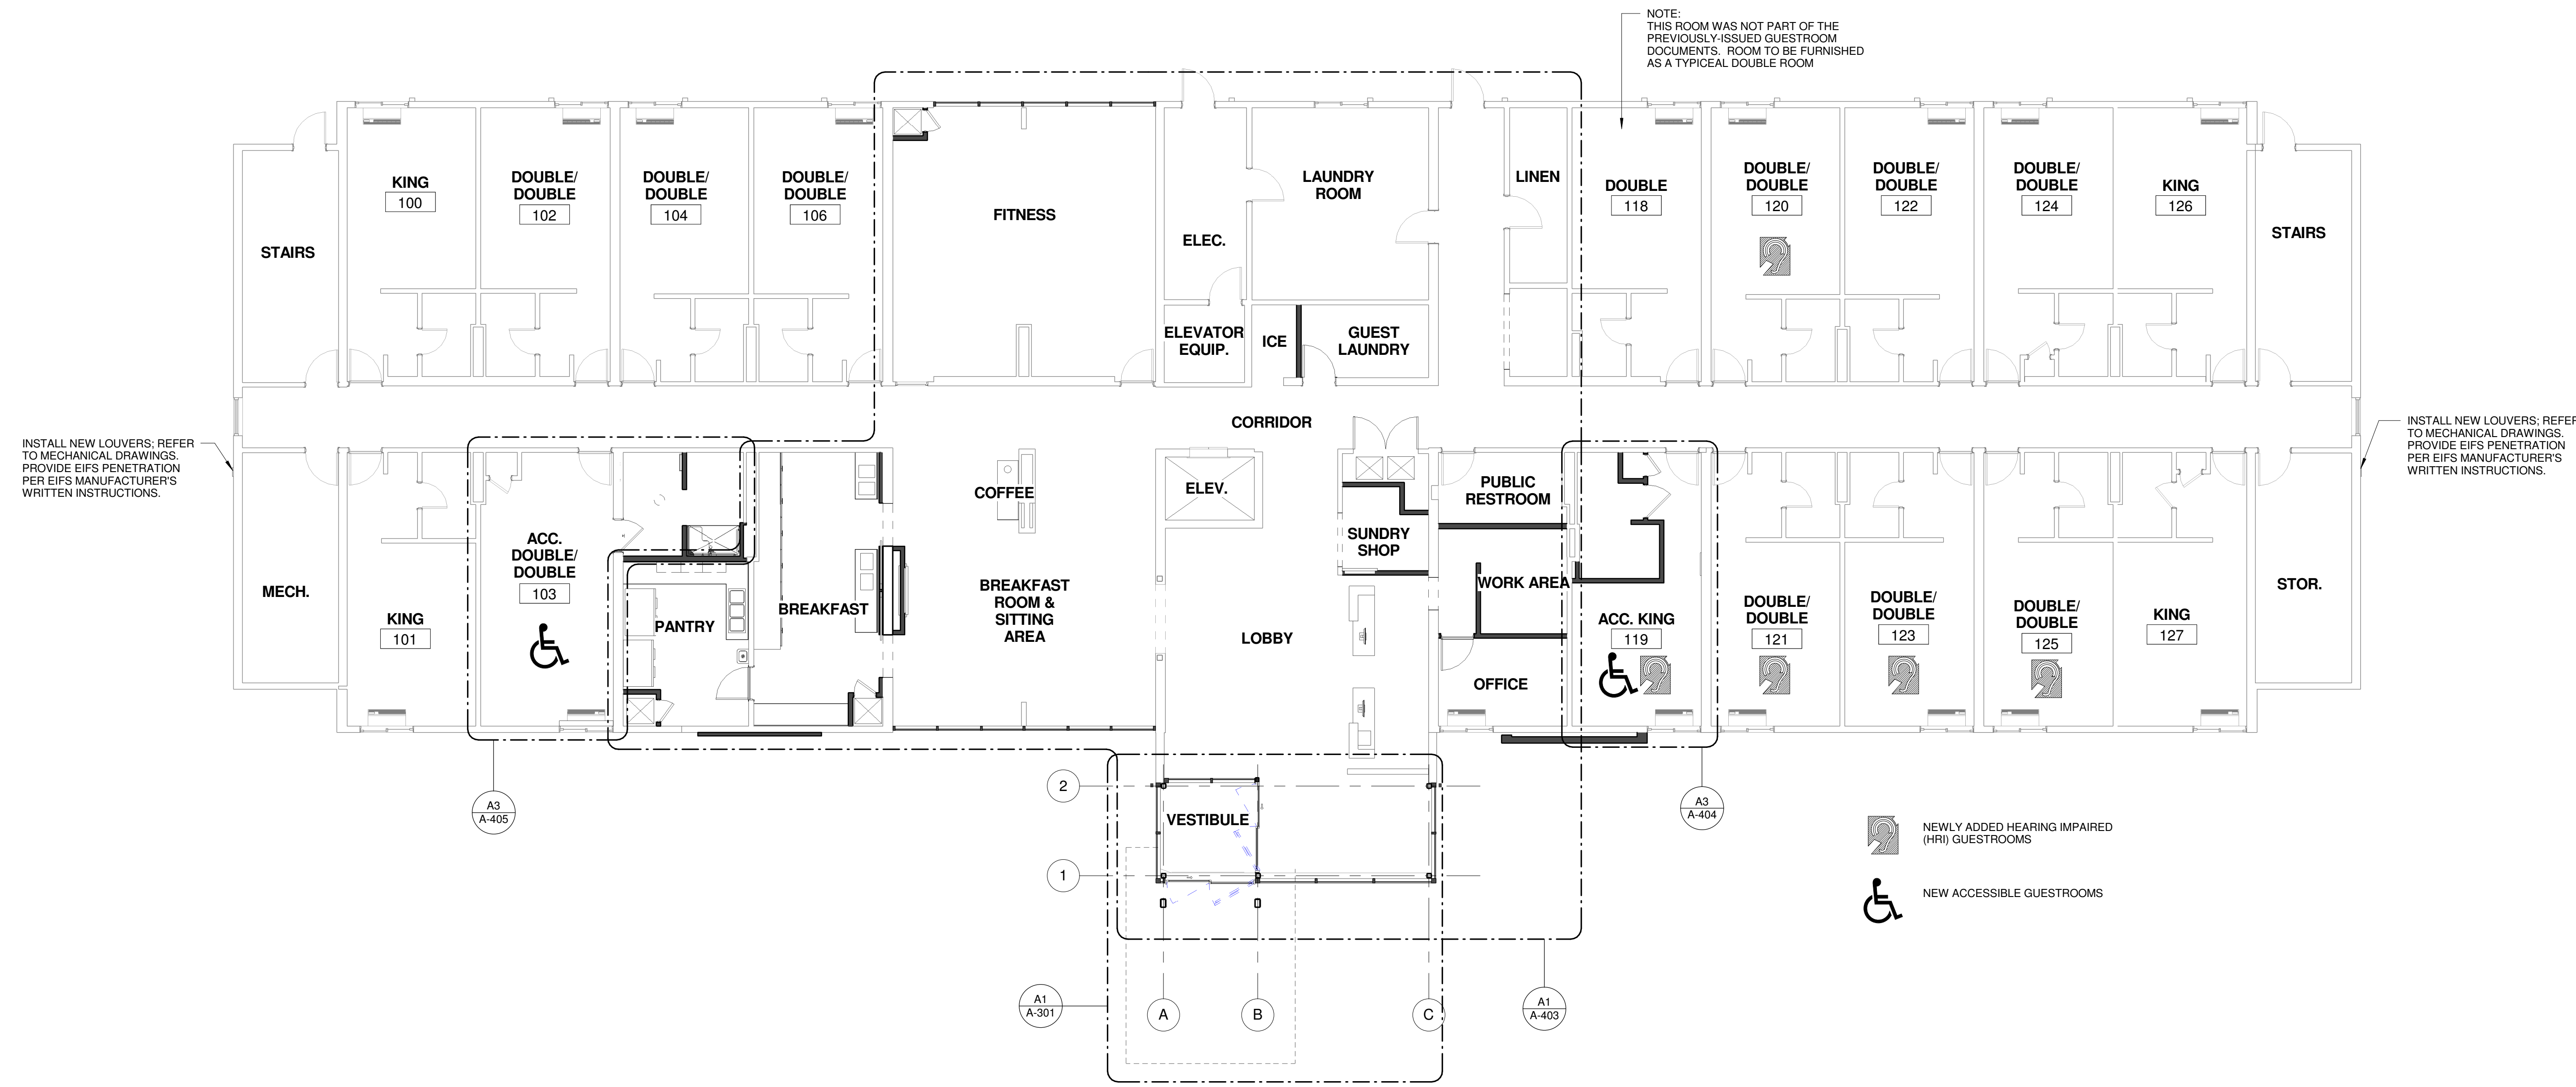 NOTE:
THIS ROOM WAS NOT PART OF THE
PREVIOUSLY-ISSUED GUESTROOM
DOCUMENTS.  ROOM TO BE FURNISHED
AS A TYPICEAL DOUBLE ROOM
KING
100
DOUBLE/
DOUBLE
102
DOUBLE/
DOUBLE
104
DOUBLE/
DOUBLE
106
STAIRS
FITNESS
ELEC.
LAUNDRY
ROOM
LINEN
DOUBLE
118
DOUBLE/
DOUBLE
120
DOUBLE/
DOUBLE
122
DOUBLE/
DOUBLE
124
KING
126
STAIRS
ELEVATOR
EQUIP.
ICE
GUEST
LAUNDRY
CORRIDOR
INSTALL NEW LOUVERS; REFER
TO MECHANICAL DRAWINGS.
PROVIDE EIFS PENETRATION
PER EIFS MANUFACTURER'S
WRITTEN INSTRUCTIONS.
INSTALL NEW LOUVERS; REFER
TO MECHANICAL DRAWINGS.
PROVIDE EIFS PENETRATION
PER EIFS MANUFACTURER'S
WRITTEN INSTRUCTIONS.
MECH.
KING
101
ACC.
DOUBLE/
DOUBLE
103
PANTRY
BREAKFAST
COFFEE
BREAKFAST
ROOM &
SITTING
AREA
ELEV.
LOBBY
SUNDRY
SHOP
PUBLIC
RESTROOM
WORK AREA
OFFICE
ACC. KING
119
DOUBLE/
DOUBLE
121
DOUBLE/
DOUBLE
123
DOUBLE/
DOUBLE
125
KING
127
STOR.
A3
A-405
2
VESTIBULE
1
A3
A-404
NEWLY ADDED HEARING IMPAIRED
(HRI) GUESTROOMS
NEW ACCESSIBLE GUESTROOMS
A1
A-301
A
B
C
A1
A-403